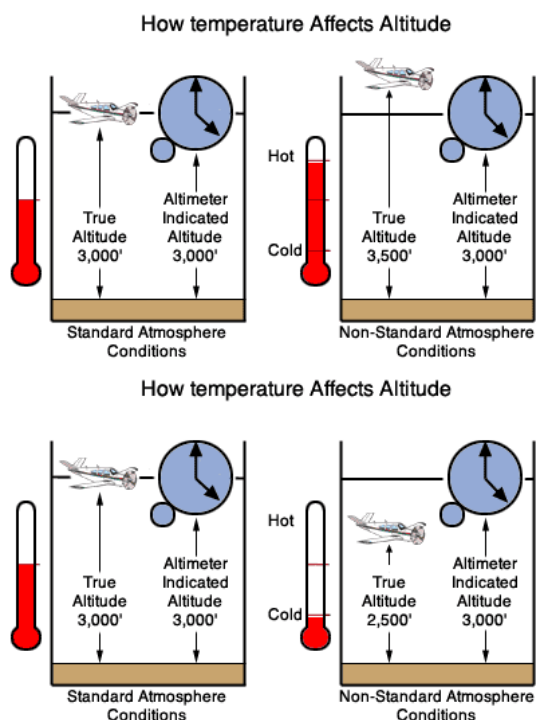 How temperature Affects Altitude
True
Altitude
3,000'
Altimeter
Indicated
Altitude
3,000'
Standard Atmosphere
Conditions
Hot
Cold
True
Altitude
3,500'
Altimeter
Indicated
Altitude
3,000'
Non-Standard Atmosphere
Conditions
How temperature Affects Altitude
True
Altitude
3,000'
Altimeter
Indicated
Altitude
3,000'
Standard Atmosphere
Conditions
Hot
Cold
True
Altitude
2,500'
Altimeter
Indicated
Altitude
3,000'
Non-Standard Atmosphere
Conditions